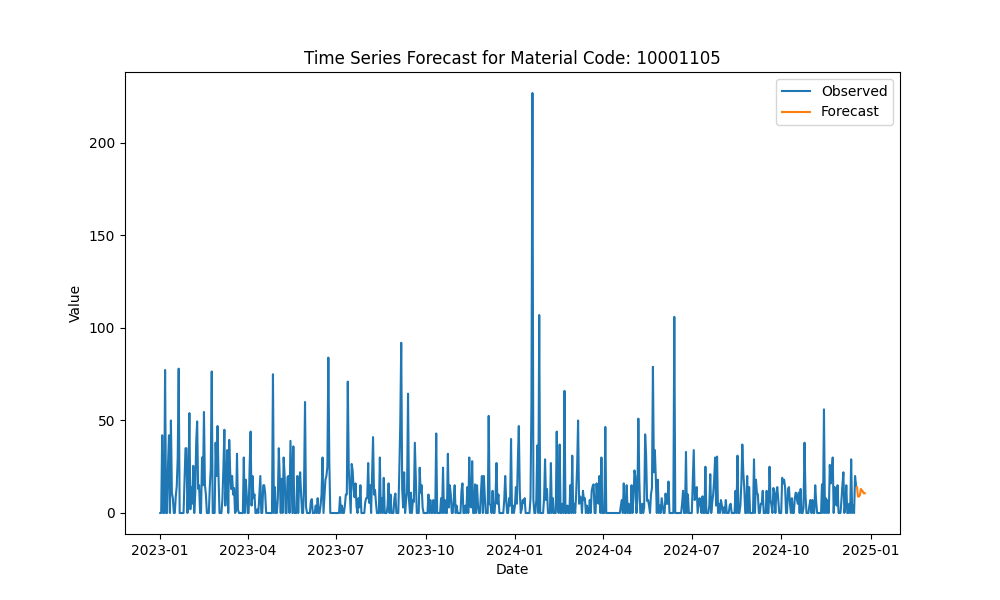 Time Series Forecast for Material Code: 10001105
Observed
Forecast
200
150
100
50
0
Value
2023-01 2023-04 2023-07 2023-10 2024-01 2024-04 2024-07 2024-10 2025-01
Date